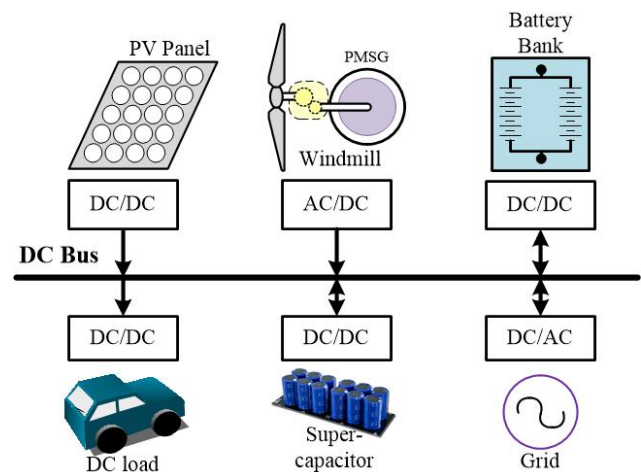 PV Panel
PMSG
Windmill
Battery
Bank
DC/DC
AC/DC
DC/DC
DC Bus
DC/DC
DC/DC
DC/AC
DC load
Super-
capacitor
Grid